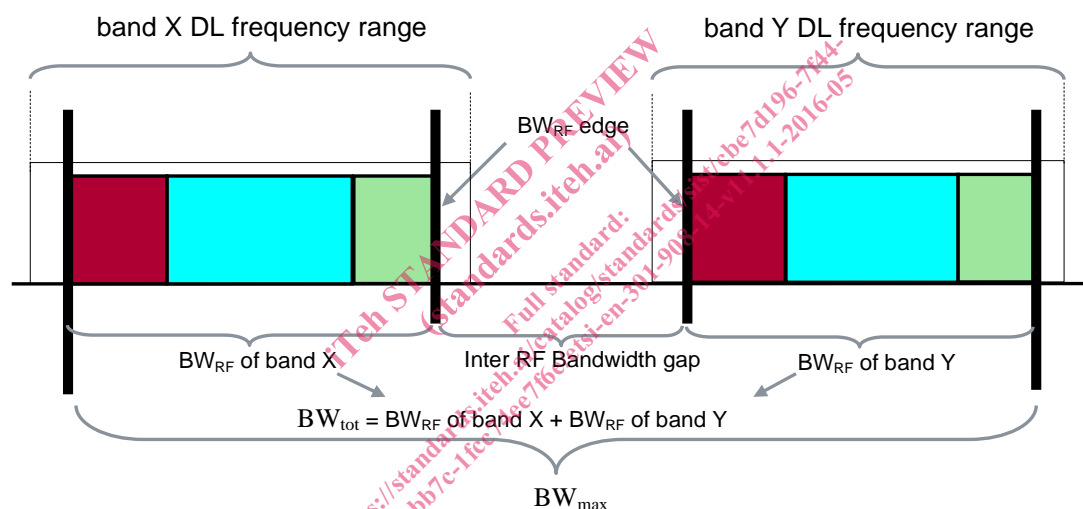 band X DL frequency range
band Y DL frequency range
BWRF edge
BWRF of band X
Inter RF Bandwidth gap
BWRF of band Y
BWtot = BWRF of band X + BWRF of band Y
BWmax
iTeh STANDARD PREVIEW
(standards.iteh.ai)
Full standard: